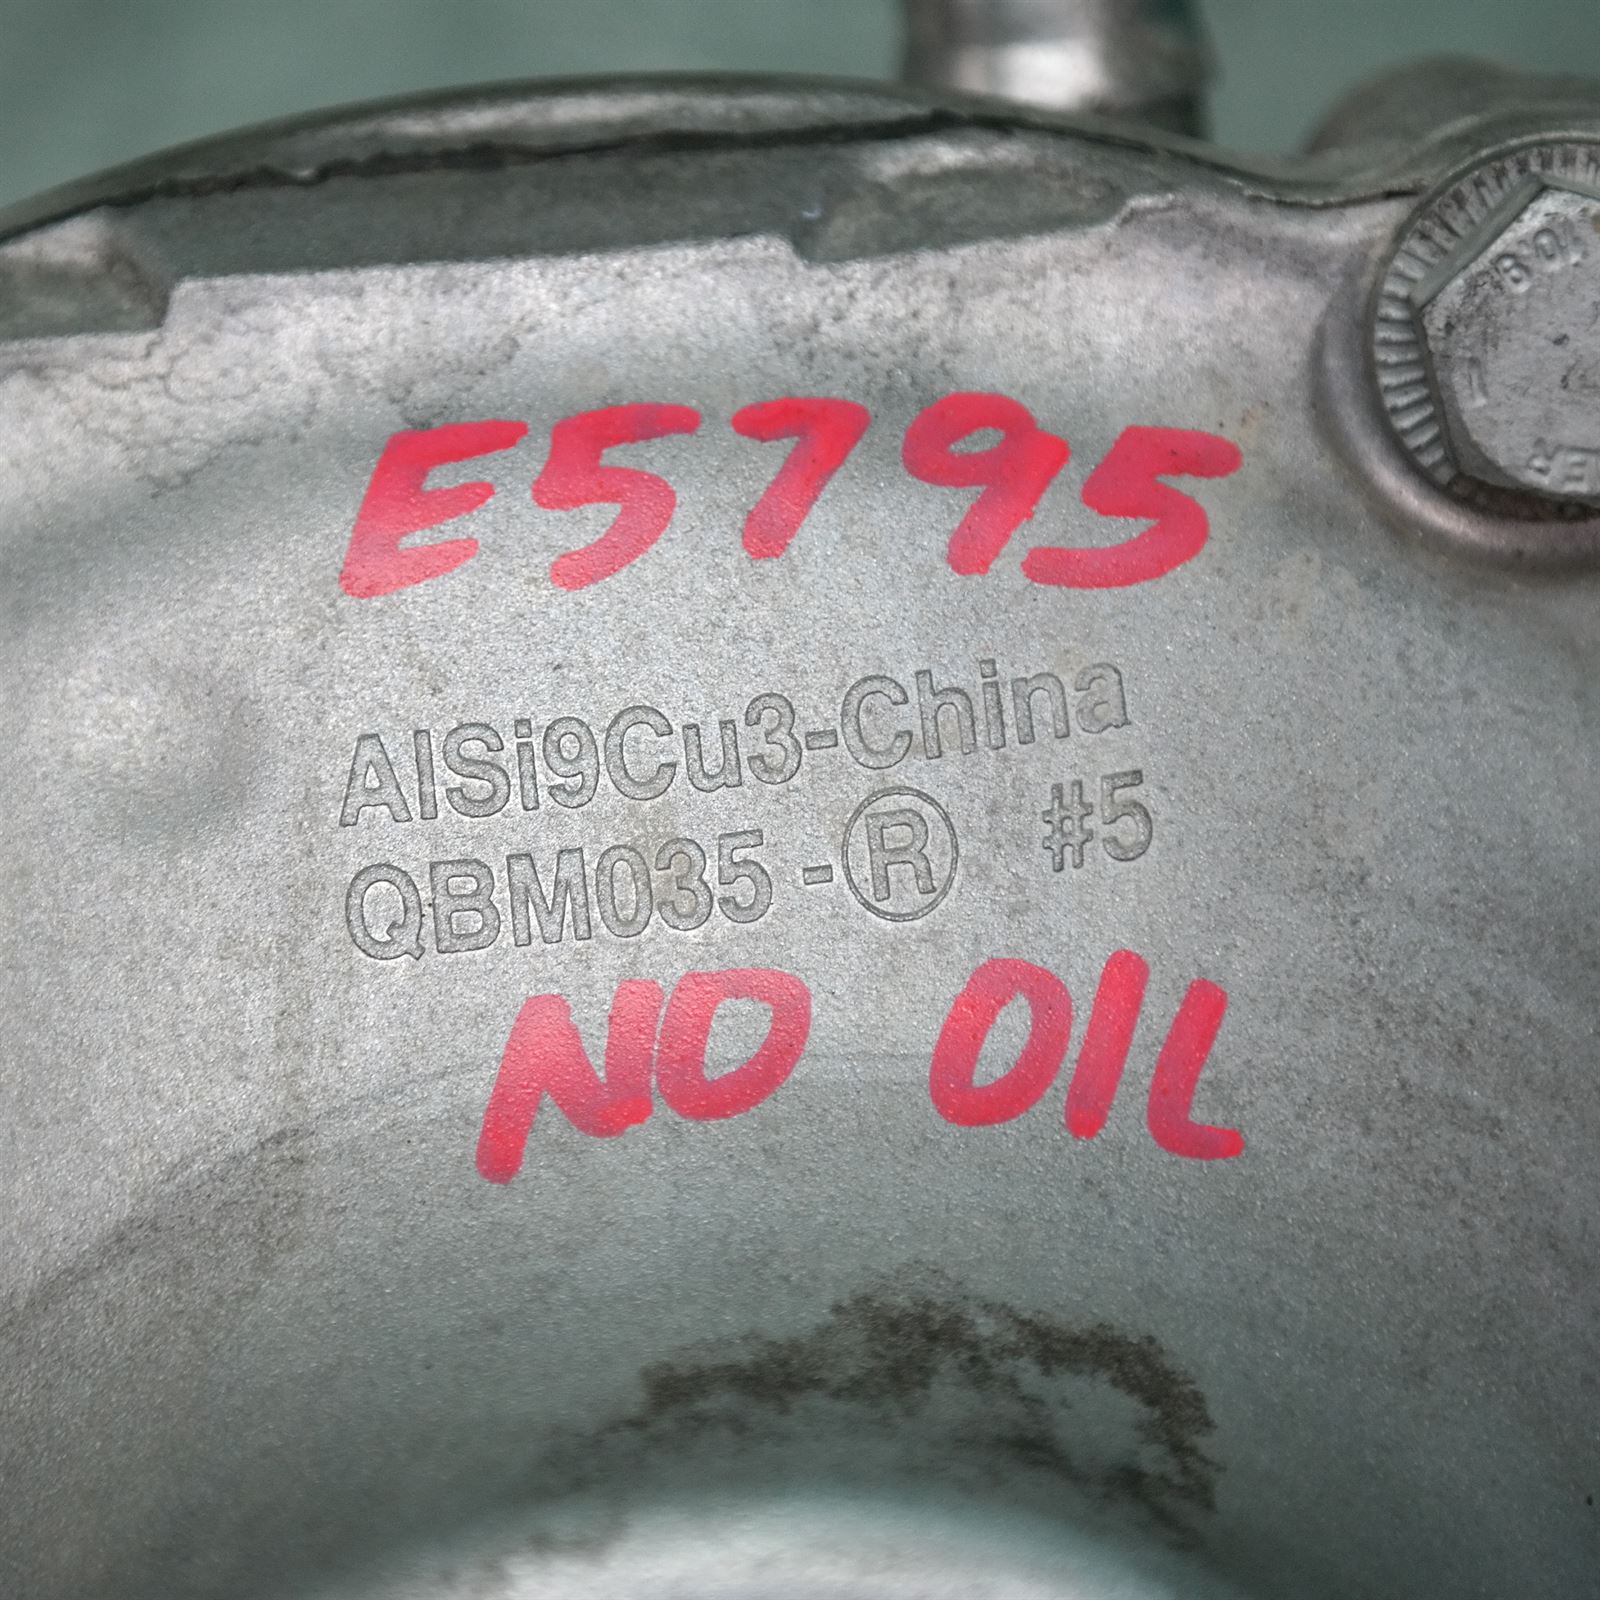 E5795
AlSi9Cu3-China
QBM035-Ⓡ #5
NO OIL